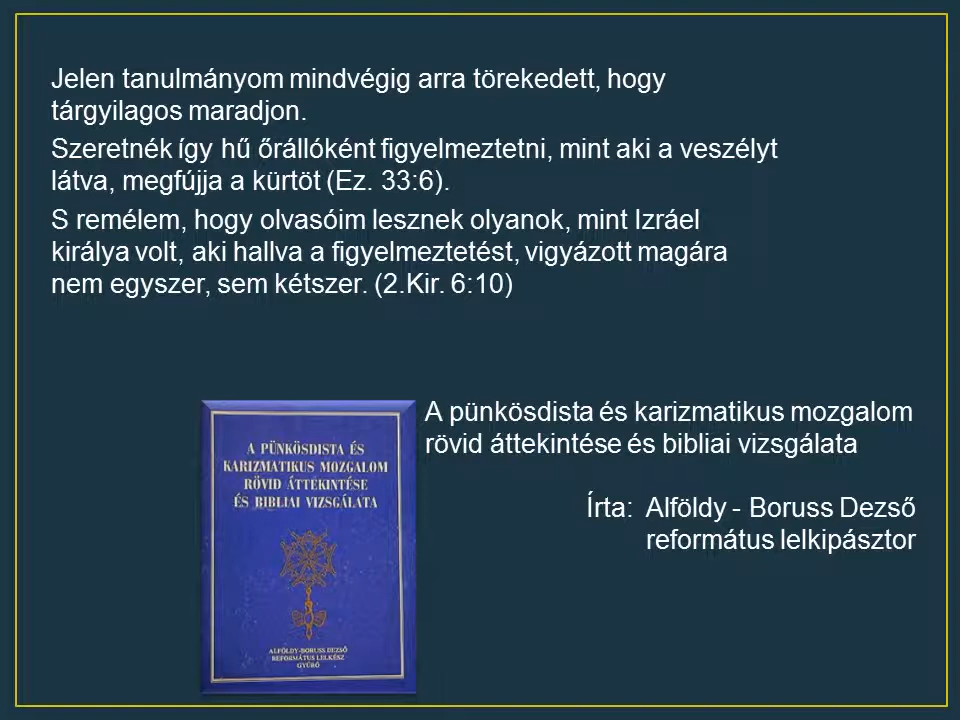 Jelen tanulmányom mindvégig arra törekedett, hogy
tárgyilagos maradjon.
Szeretnék így hű őrállóként figyelmeztetni, mint aki a veszélyt
látva, megfújja a kürtöt (Ez. 33:6).
S remélem, hogy olvasóim lesznek olyanok, mint Izráel
királya volt, aki hallva a figyelmeztetést, vigyázott magára
nem egyszer, sem kétszer. (2.Kir. 6:10)
A pünkösdista és karizmatikus mozgalom
rövid áttekintése és bibliai vizsgálata
Írta: Alföldy - Boruss Dezső
református lelkipásztor
A PÜNKÖSDISTA ÉS
KARIZMATIKUS MOZGALOM
RÖVID ÁTTEKINTÉSE
ÉS BIBLIAI VIZSGÁLATA
ALFÖLDY-BORUSS DEZSŐ
REFORMÁTUS LELKÉSZ
GYÚRÓ